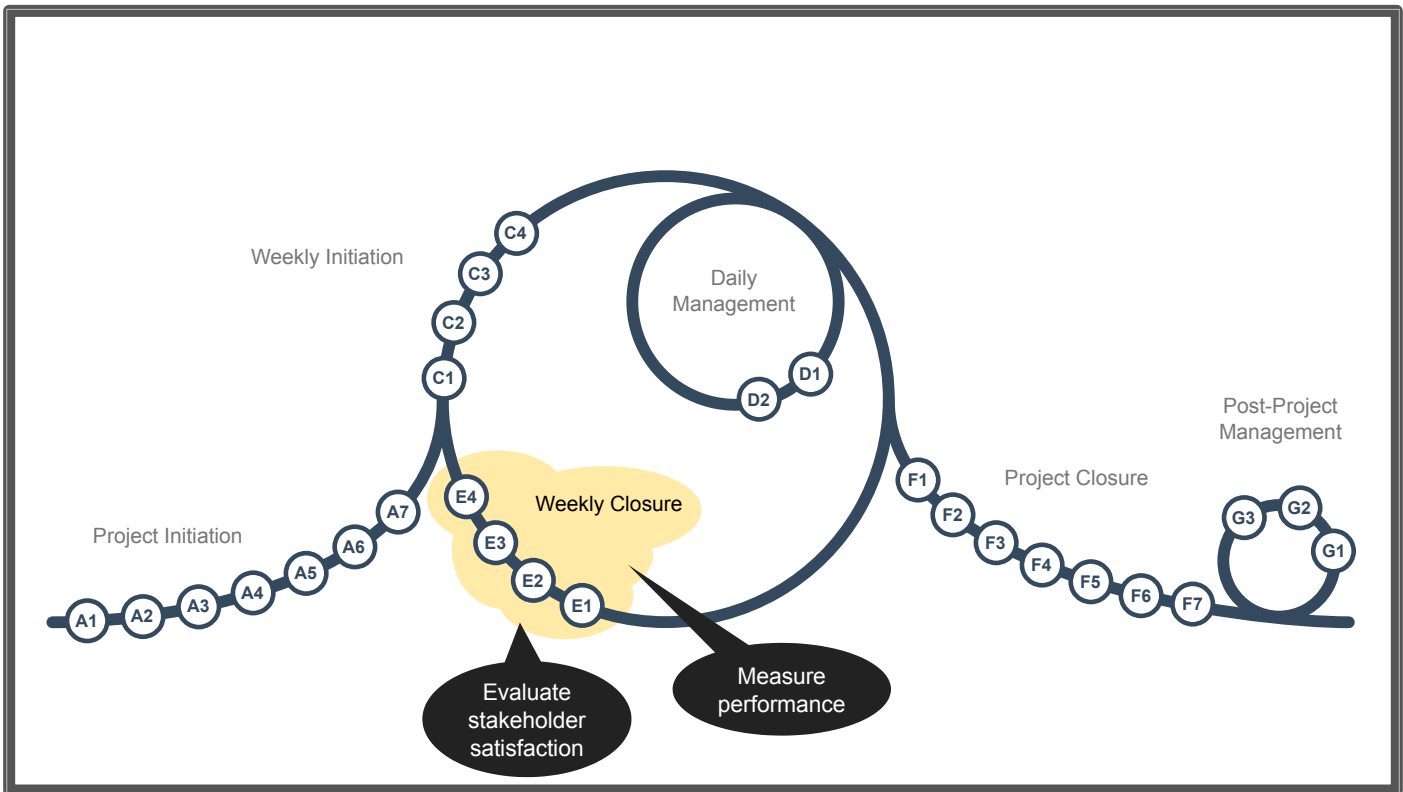 Weekly Initiation
C4
C3
C2
C1
Daily
Management
D1
D2
Post-Project
Management
Project Closure
Project Initiation
A1
A2
A3
A4
A5
A6
A7
Weekly Closure
E4
E3
E2
E1
F1
F2
F3
F4
F5
F6
F7
G3
G2
G1
Evaluate
stakeholder
satisfaction
Measure
performance